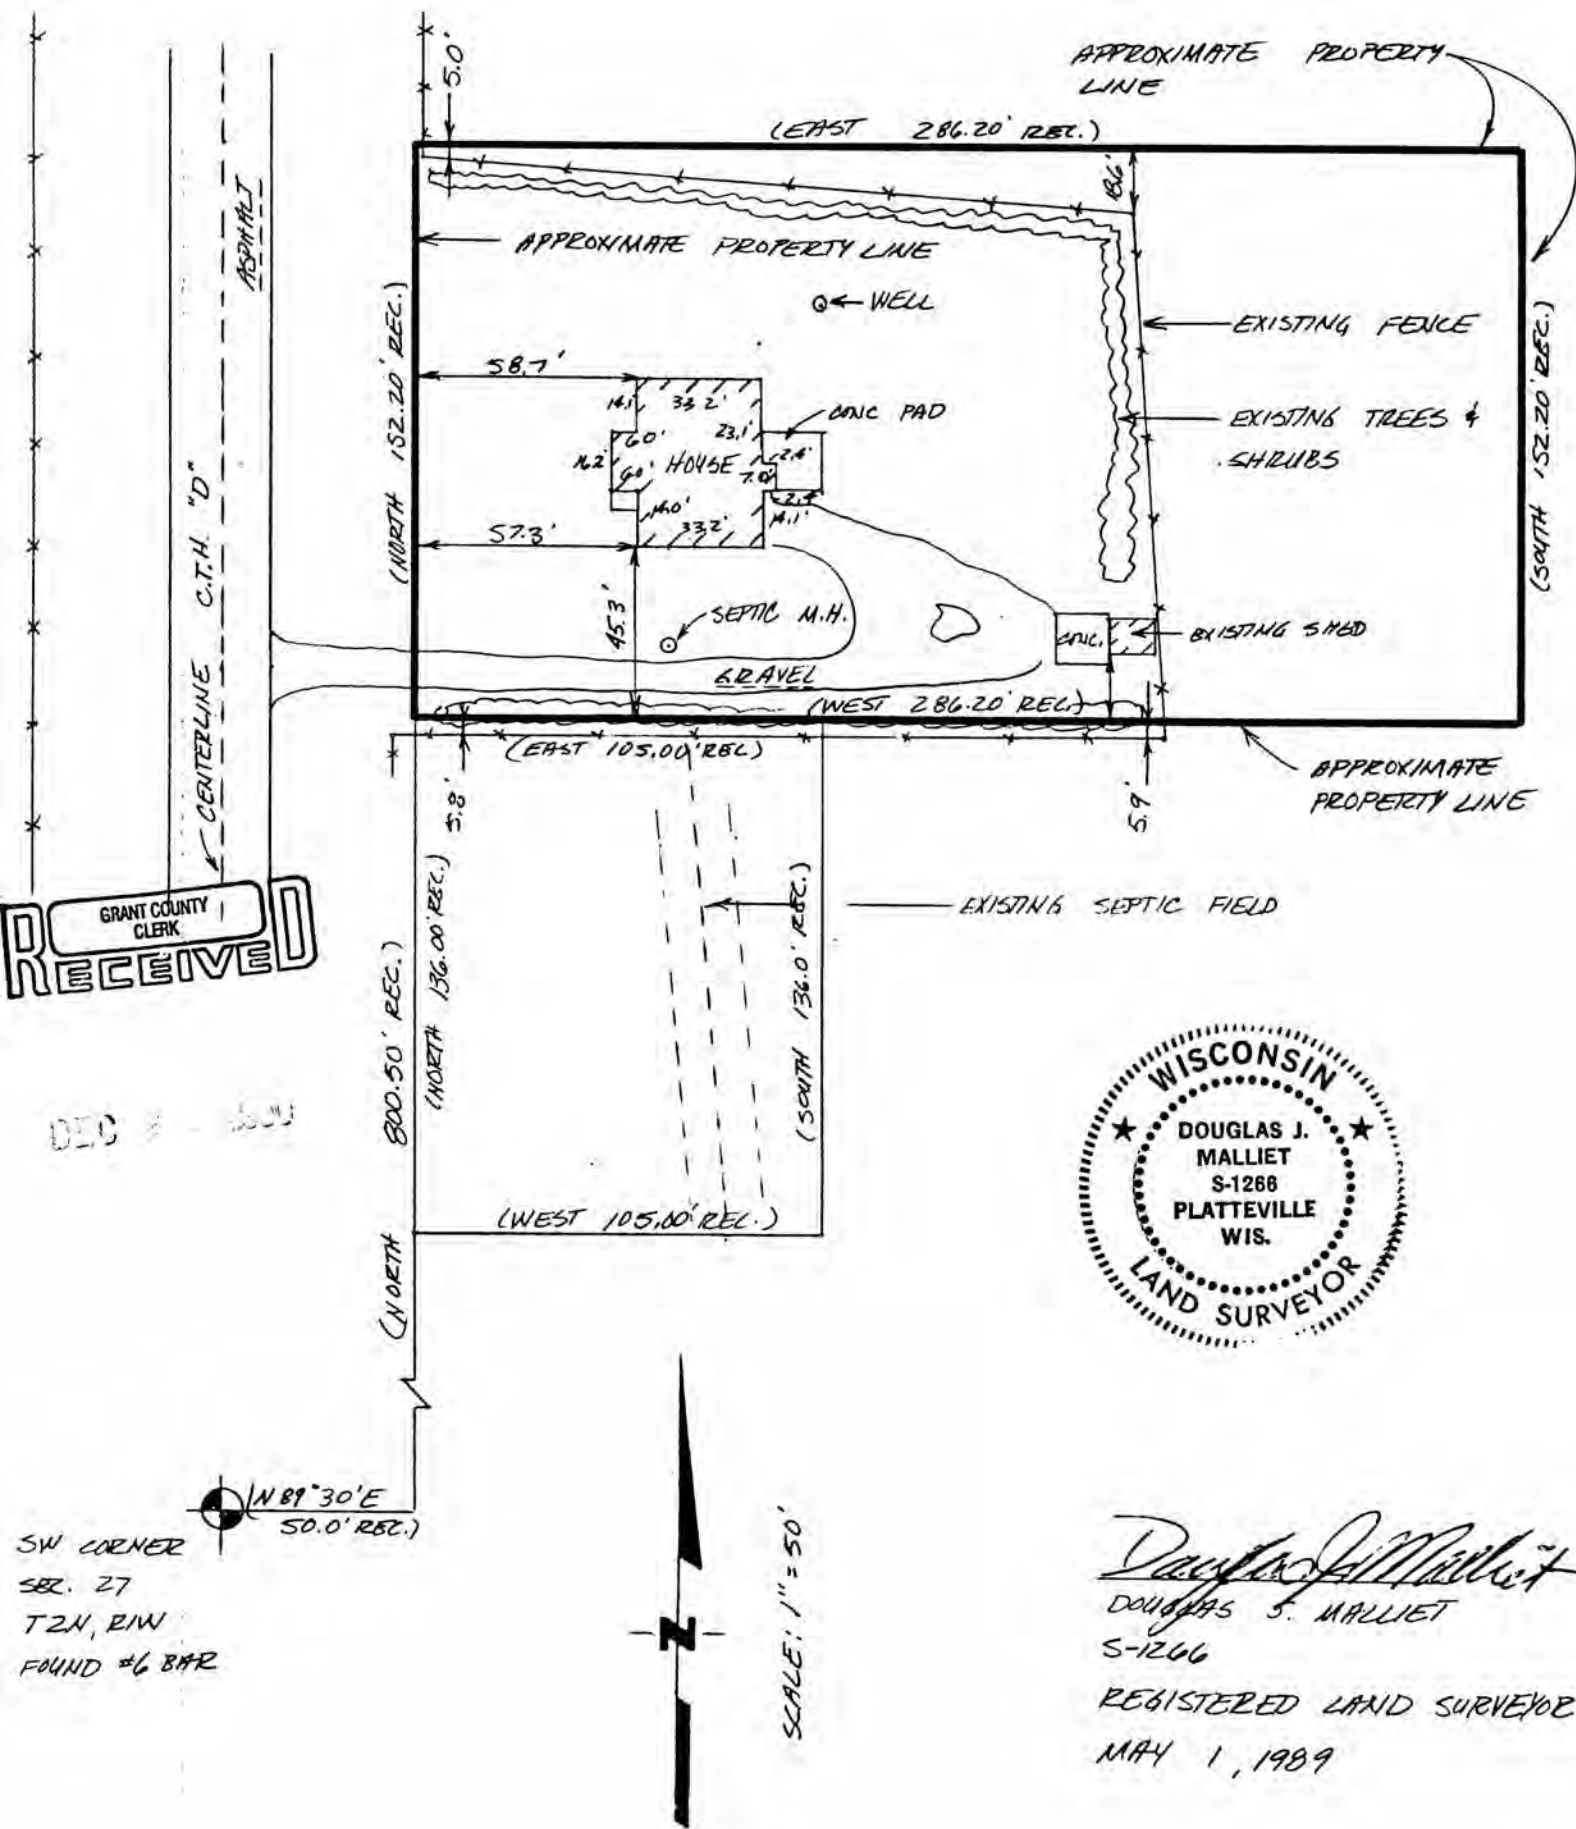 5.0'
APPROXIMATE PROPERTY
LINE
(EAST 286.20' REC.)
18.6'
ASPHALT
APPROXIMATE PROPERTY LINE
WELL
EXISTING FENCE
(NORTH 152.20' REC.)
(SOUTH 152.20' REC.)
58.7'
14.1'
33.2'
CONC PAD
EXISTING TREES &
SHRUBS
6.0'
23.1'
16.2'
HOUSE
2.4'
6.0'
7.0'
2.4
14.0'
33.2'
14.1'
57.3'
CENTERLINE C.T.H. "D"
45.3'
SEPTIC M.H.
CONC.
EXISTING SHED
GRAVEL
(WEST 286.20' REC.)
(EAST 105.00' REC)
5.8'
5.9'
APPROXIMATE
PROPERTY LINE
GRANT COUNTY
CLERK
RECEIVED
(NORTH 136.00' REC.)
(SOUTH 136.0' REC.)
EXISTING SEPTIC FIELD
(NORTH 800.50' REC.)
DEC
(WEST 105.00' REC.)
WISCONSIN
DOUGLAS J.
MALLIET
S-1266
PLATTEVILLE
WIS.
LAND SURVEYOR
(N 89°30'E
50.0' REC.)
SW CORNER
SEC. 27
T2N, R1W
FOUND #6 BAR
N
SCALE: 1" = 50'
Douglas J. Malliet
DOUGLAS J. MALLIET
S-1266
REGISTERED LAND SURVEYOR
MAY 1, 1989